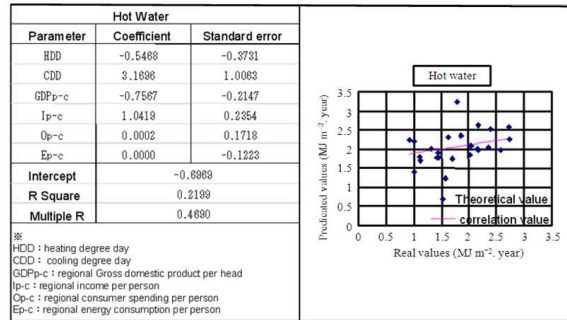 Hot Water
Parameter Coefficient Standard error
HDD -0.5468 -0.3731
CDD 3.1696 1.0063
GDPp-c -0.7567 -0.2147
Ip-c 1.0419 0.2354
Op-c 0.0002 0.1718
Ep-c 0.0000 -0.1223
Intercept -0.6969
R Square 0.2199
Multiple R 0.4690
※
HDD：heating degree day
CDD： cooling degree day
GDPp-c：regional Gross domestic product per head
Ip-c：regional income per person
Op-c：regional consumer spending per person
Ep-c：regional energy consumption per person
Hot water
Predicated values (MJ m⁻². year)
3.5
3
2.5
2
1.5
1
0.5
0
Theoretical value
correlation value
0 0.5 1 1.5 2 2.5 3 3.5
Real values (MJ m⁻². year)